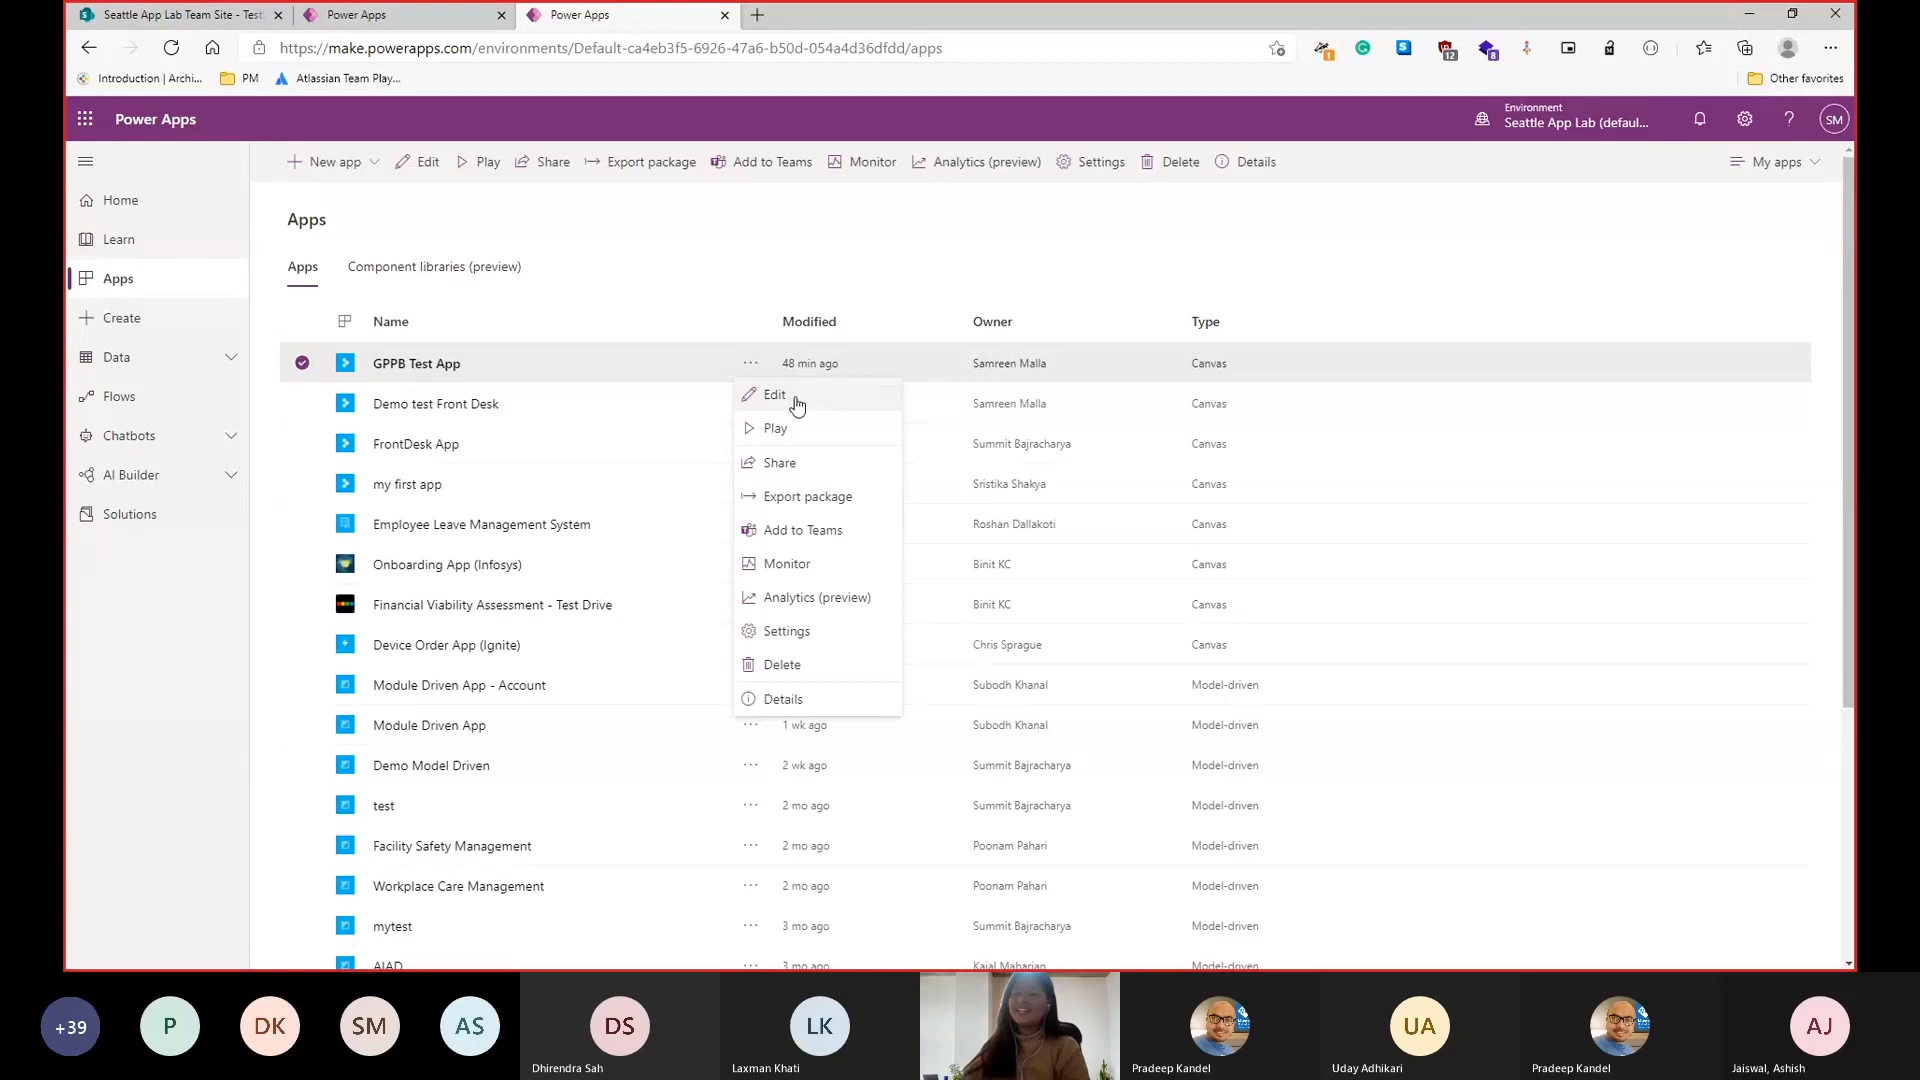 Seattle App Lab Team Site - Test
Power Apps
Power Apps
https://make.powerapps.com/environments/Default-ca4eb3f5-6926-47a6-b50d-054a4d36dfdd/apps
1
12
8
Introduction | Archi...
PM
Atlassian Team Play...
Other favorites
Power Apps
Environment
Seattle App Lab (defaul...
SM
New app
Edit
Play
Share
Export package
Add to Teams
Monitor
Analytics (preview)
Settings
Delete
Details
My apps
Home
Learn
Apps
Create
Data
Flows
Chatbots
AI Builder
Solutions
Apps
Apps Component libraries (preview)
Name Modified Owner Type
GPPB Test App ... 48 min ago Samreen Malla Canvas
Demo test Front Desk Samreen Malla Canvas
FrontDesk App Summit Bajracharya Canvas
my first app Sristika Shakya Canvas
Employee Leave Management System Roshan Dallakoti Canvas
Onboarding App (Infosys) Binit KC Canvas
Financial Viability Assessment - Test Drive Binit KC Canvas
Device Order App (Ignite) Chris Sprague Canvas
Module Driven App - Account Subodh Khanal Model-driven
Module Driven App ... 1 wk ago Subodh Khanal Model-driven
Demo Model Driven ... 2 wk ago Summit Bajracharya Model-driven
test ... 2 mo ago Summit Bajracharya Model-driven
Facility Safety Management ... 2 mo ago Poonam Pahari Model-driven
Workplace Care Management ... 2 mo ago Poonam Pahari Model-driven
mytest ... 3 mo ago Summit Bajracharya Model-driven
AIAD ... 3 mo ago Kajal Maharjan Model-driven
Edit
Play
Share
Export package
Add to Teams
Monitor
Analytics (preview)
Settings
Delete
Details
+39
P
DK
SM
AS
DS
Dhirendra Sah
LK
Laxman Khati
Pradeep Kandel
UA
Uday Adhikari
Pradeep Kandel
AJ
Jaiswal, Ashish